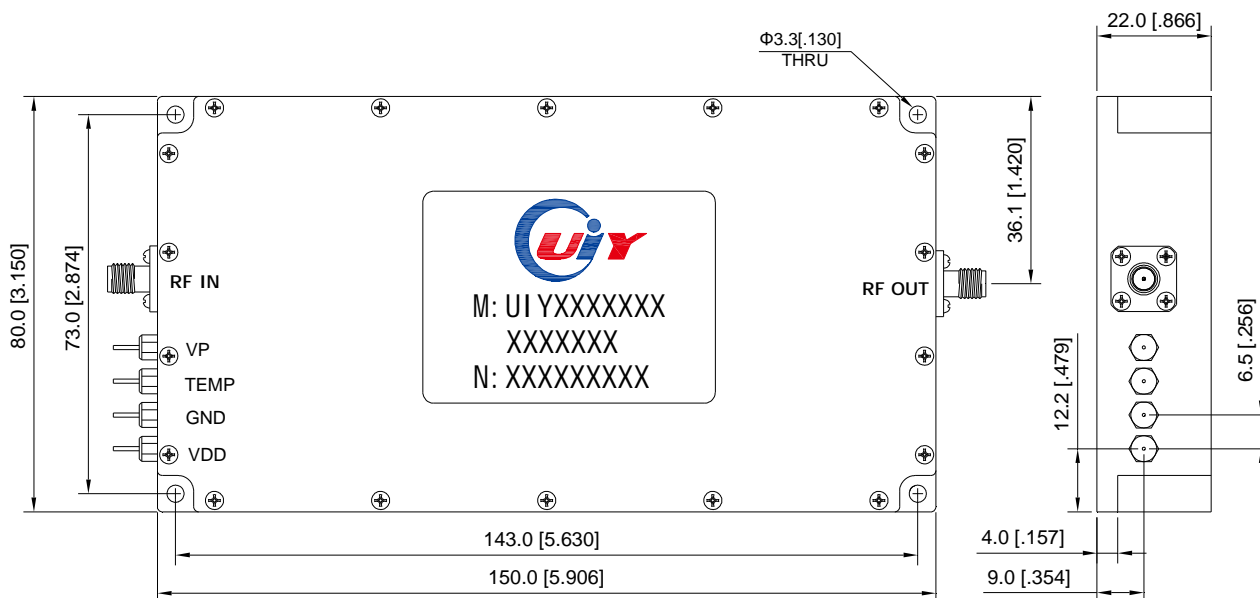 22.0 [.866]
Φ3.3[.130]
THRU
80.0 [3.150]
73.0 [2.874]
36.1 [1.420]
UiY
RF IN
RF OUT
M: UIYXXXXXXX
XXXXXXX
N: XXXXXXXXX
VP
TEMP
GND
VDD
12.2 [.479]
6.5 [.256]
143.0 [5.630]
150.0 [5.906]
4.0 [.157]
9.0 [.354]